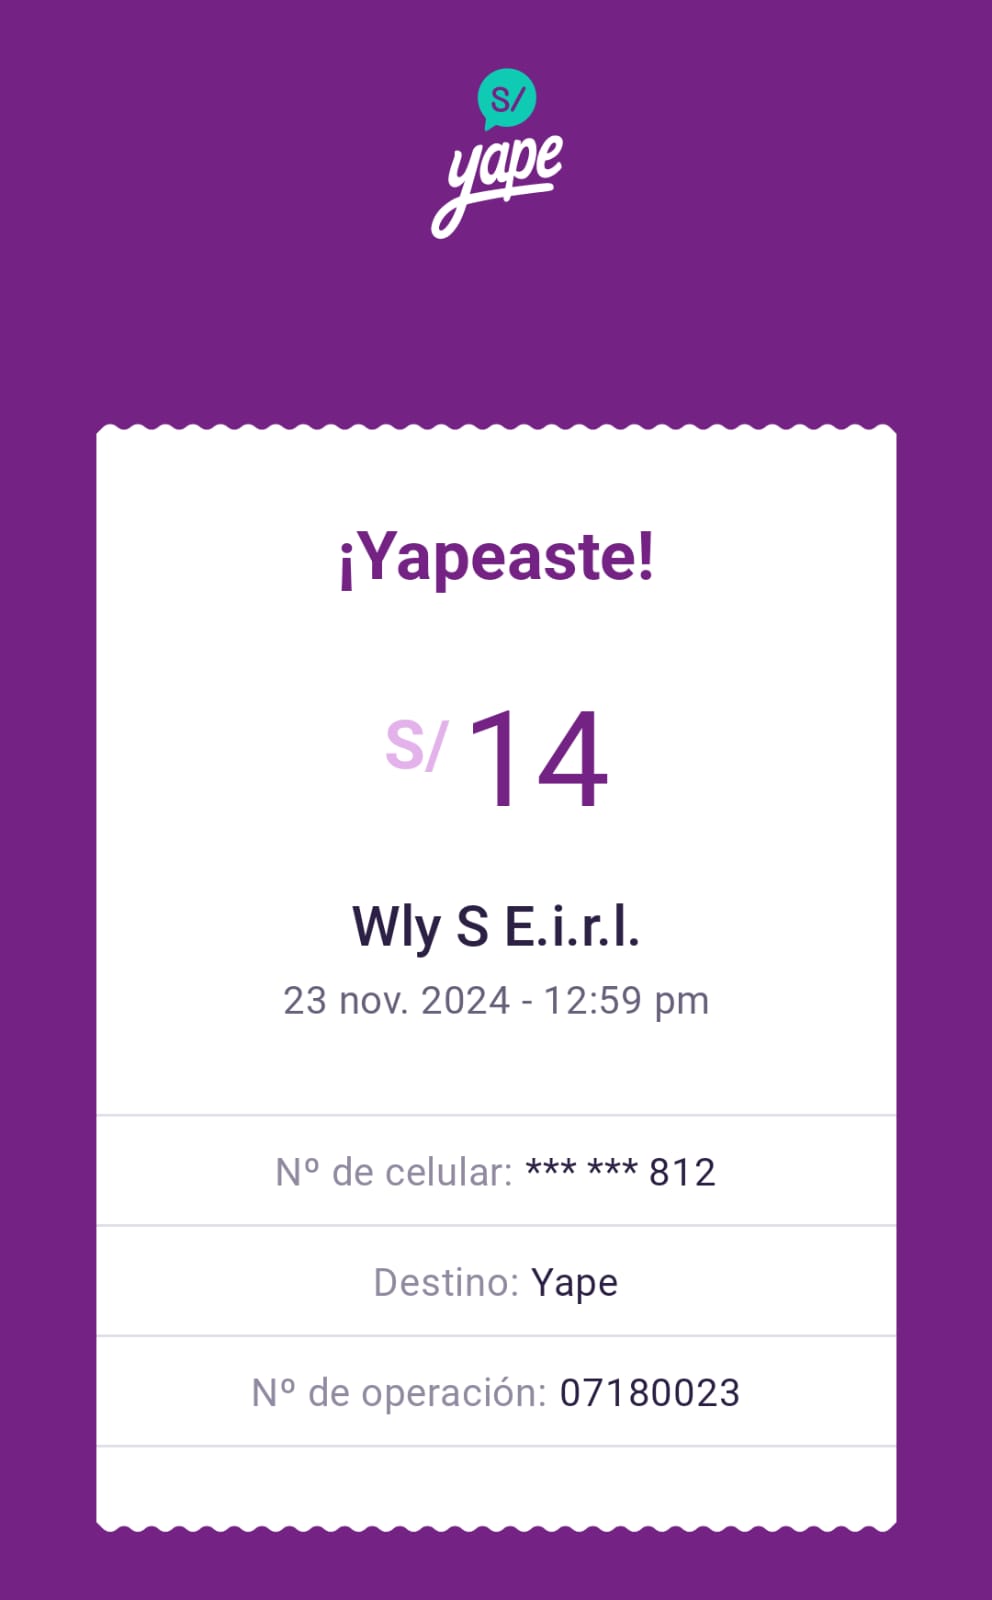 S/
yape
¡Yapeaste!
S/ 14
Wly S E.i.r.l.
23 nov. 2024 - 12:59 pm
Nº de celular: *** *** 812
Destino: Yape
Nº de operación: 07180023